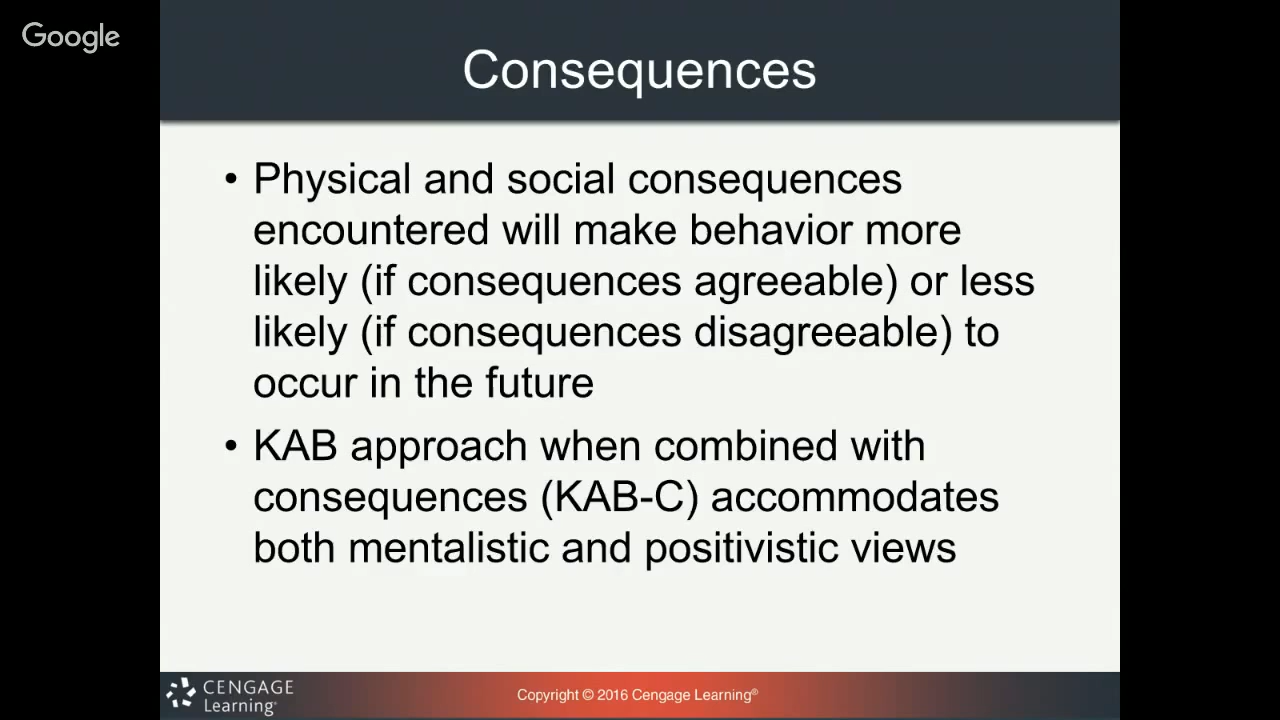 Google
Consequences
• Physical and social consequences
encountered will make behavior more
likely (if consequences agreeable) or less
likely (if consequences disagreeable) to
occur in the future
• KAB approach when combined with
consequences (KAB-C) accommodates
both mentalistic and positivistic views
CENGAGE
Learning®
Copyright © 2016 Cengage Learning®